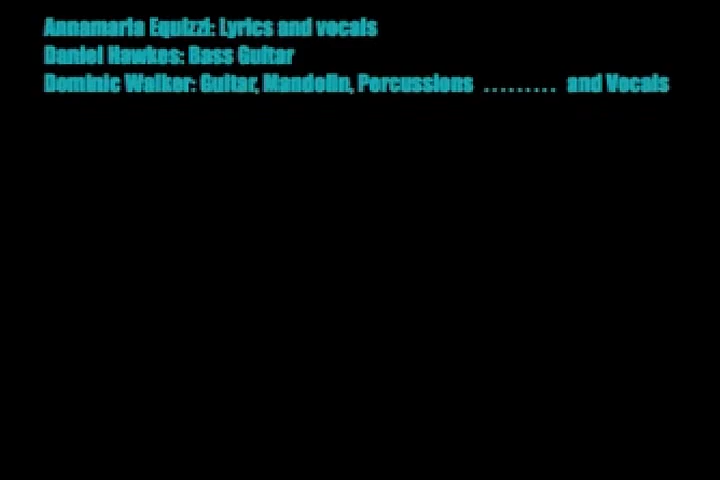 Annamaria Equizzi: Lyrics and vocals
Daniel Hawkes: Bass Guitar
Dominic Walker: Guitar, Mandolin, Percussions ......... and Vocals